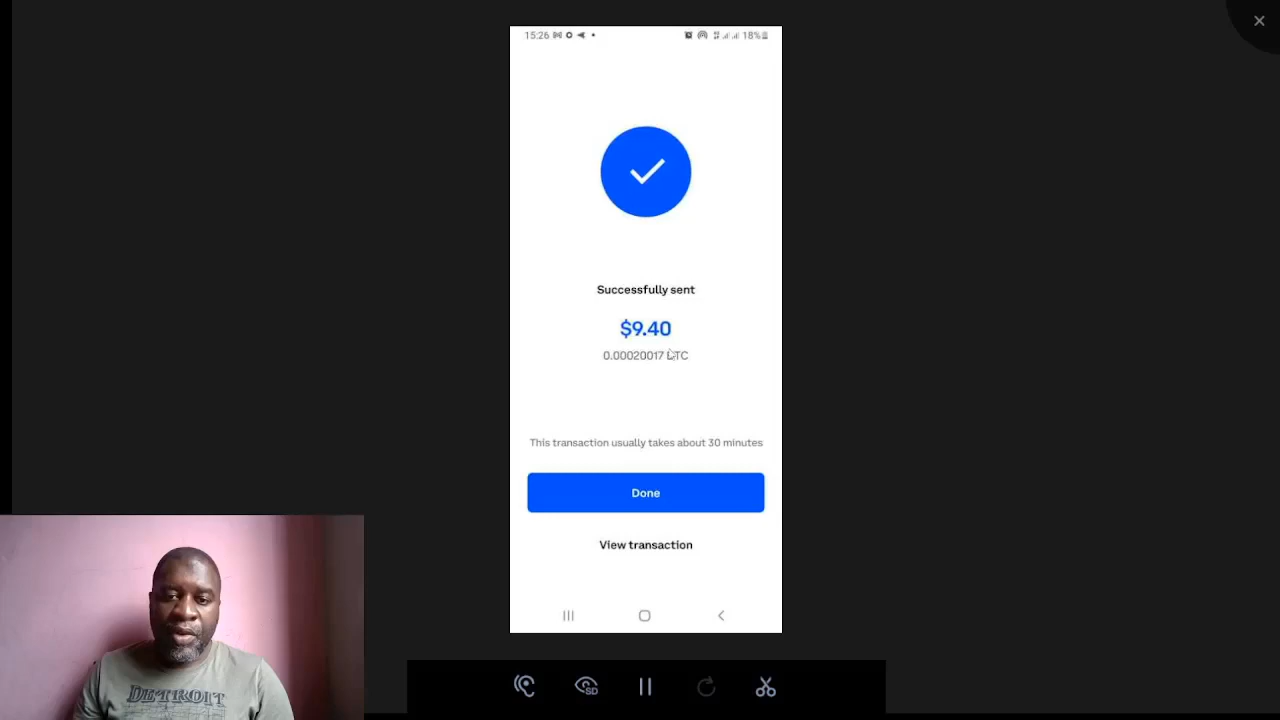 15:26
18%
Successfully sent
$9.40
0.00020017
This transaction usually takes about 30 minutes
Done
View transaction
SD
DETROIT